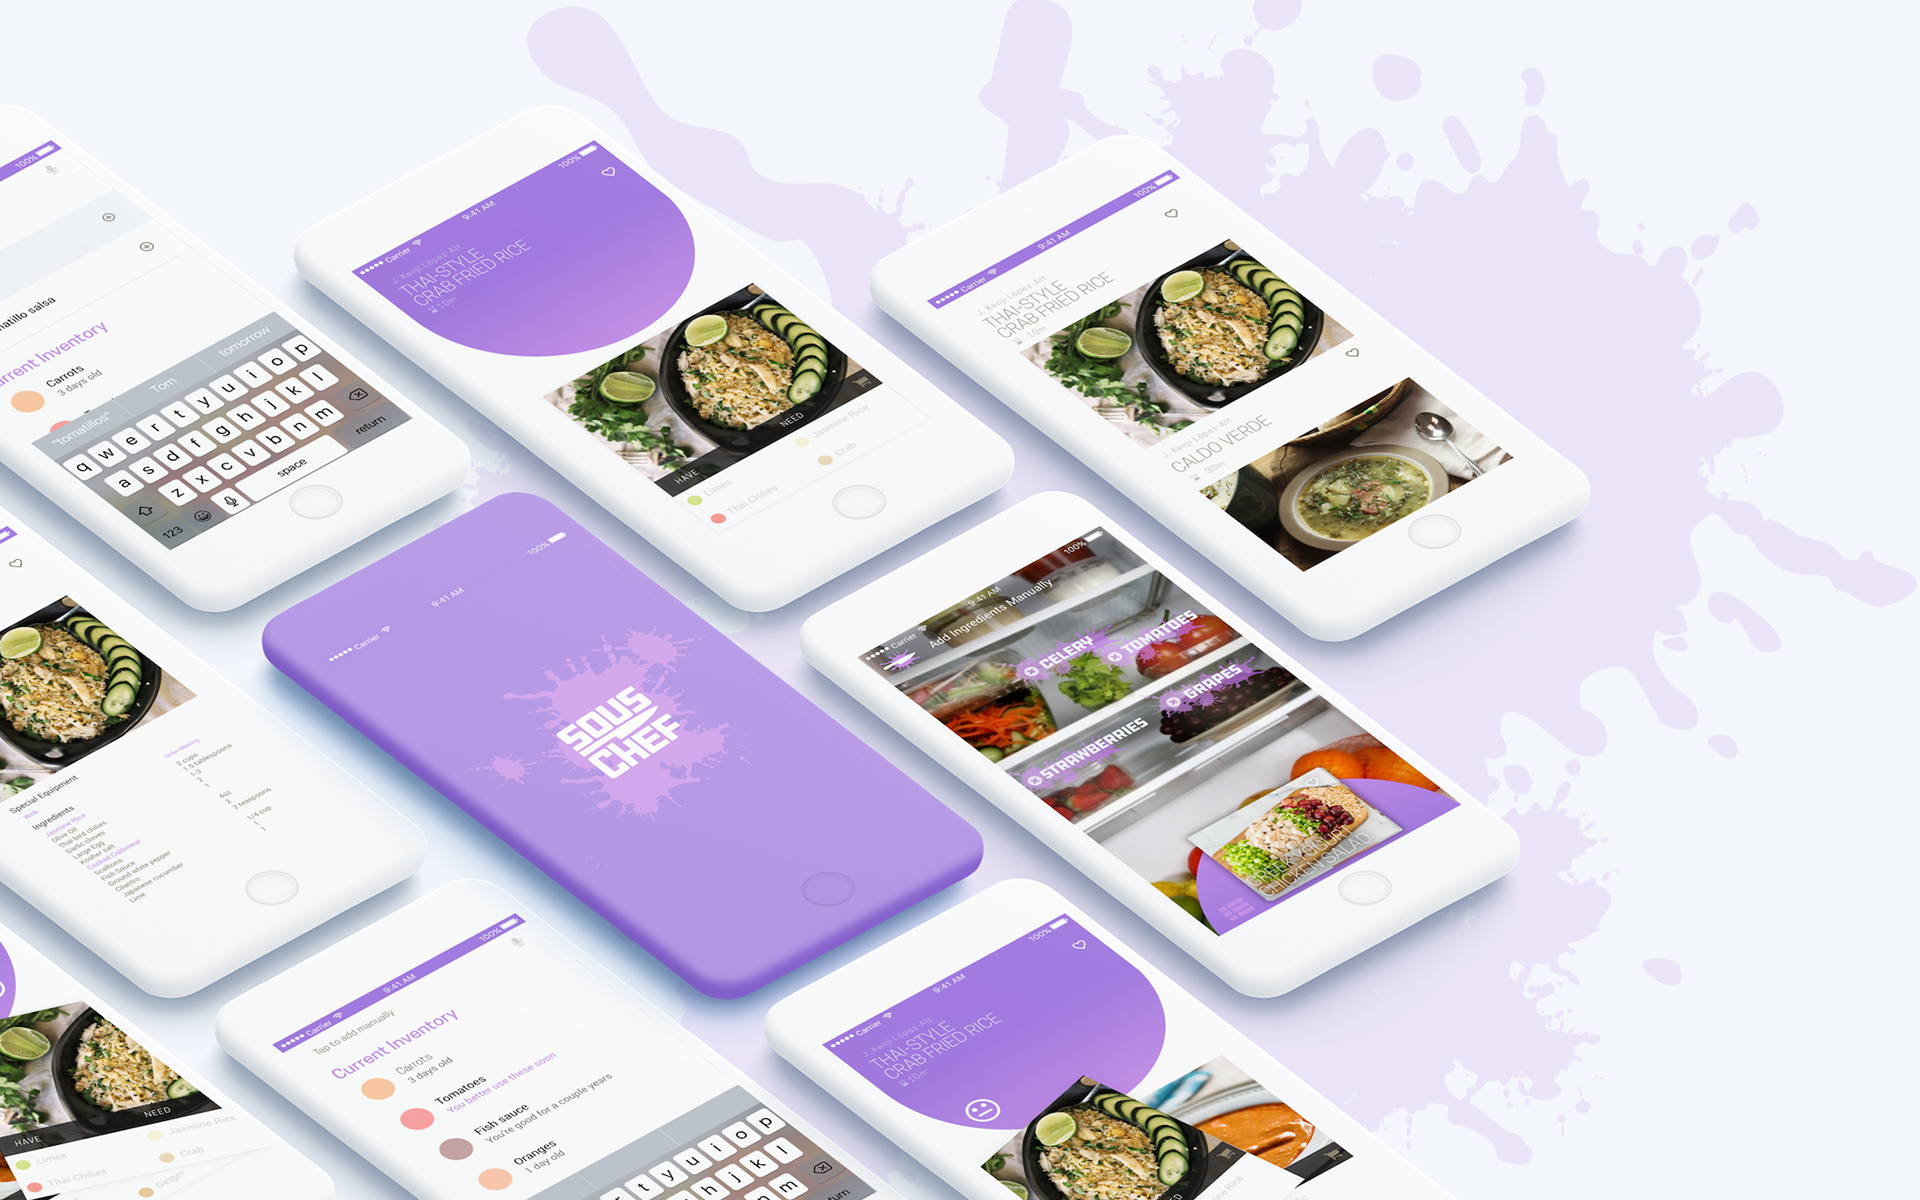 100%
atillo salsa
rrent Inventory
Carrots
3 days old
"tomatillos"
Tom
tomorrow
q w e r t y u i o p
a s d f g h j k l
z x c v b n m
123
space
return
Carrier
9:41 AM
100%
J. Kenji López-Alt
THAI-STYLE
CRAB FRIED RICE
10m
HAVE
NEED
Limes
Jasmine Rice
Thai Chilies
Crab
Carrier
9:41 AM
100%
J. Kenji López-Alt
THAI-STYLE
CRAB FRIED RICE
10m
J. Kenji López-Alt
CALDO VERDE
30m
Special Equipment
Wok
Ingredients
Order Missing
Jasmine Rice
2 cups
Olive Oil
1.5 tablespoons
Thai bird chilies
1-3
Garlic cloves
2
Large Egg
1
Kosher salt
Cooked Crabmeat
4oz
Scallions
2
Fish Sauce
2 teaspoons
Ground white pepper
Cilantro
1/4 cup
Japanese cucumber
1
Lime
1
Carrier
9:41 AM
100%
SOUS
CHEF
Carrier
9:41 AM
100%
Add Ingredients Manually
CELERY
TOMATOES
GRAPES
STRAWBERRIES
GREEK YOGURT
CHICKEN SALAD
HAVE
NEED
Limes
Jasmine Rice
Thai Chilies
Crab
Ginger
Carrier
9:41 AM
100%
Tap to add manually
Current Inventory
Carrots
3 days old
Tomatoes
You better use these soon
Fish sauce
You're good for a couple years
Oranges
1 day old
r t y u i o p
h j k l
n m
turn
Carrier
9:41 AM
100%
J. Kenji López-Alt
THAI-STYLE
CRAB FRIED RICE
10m